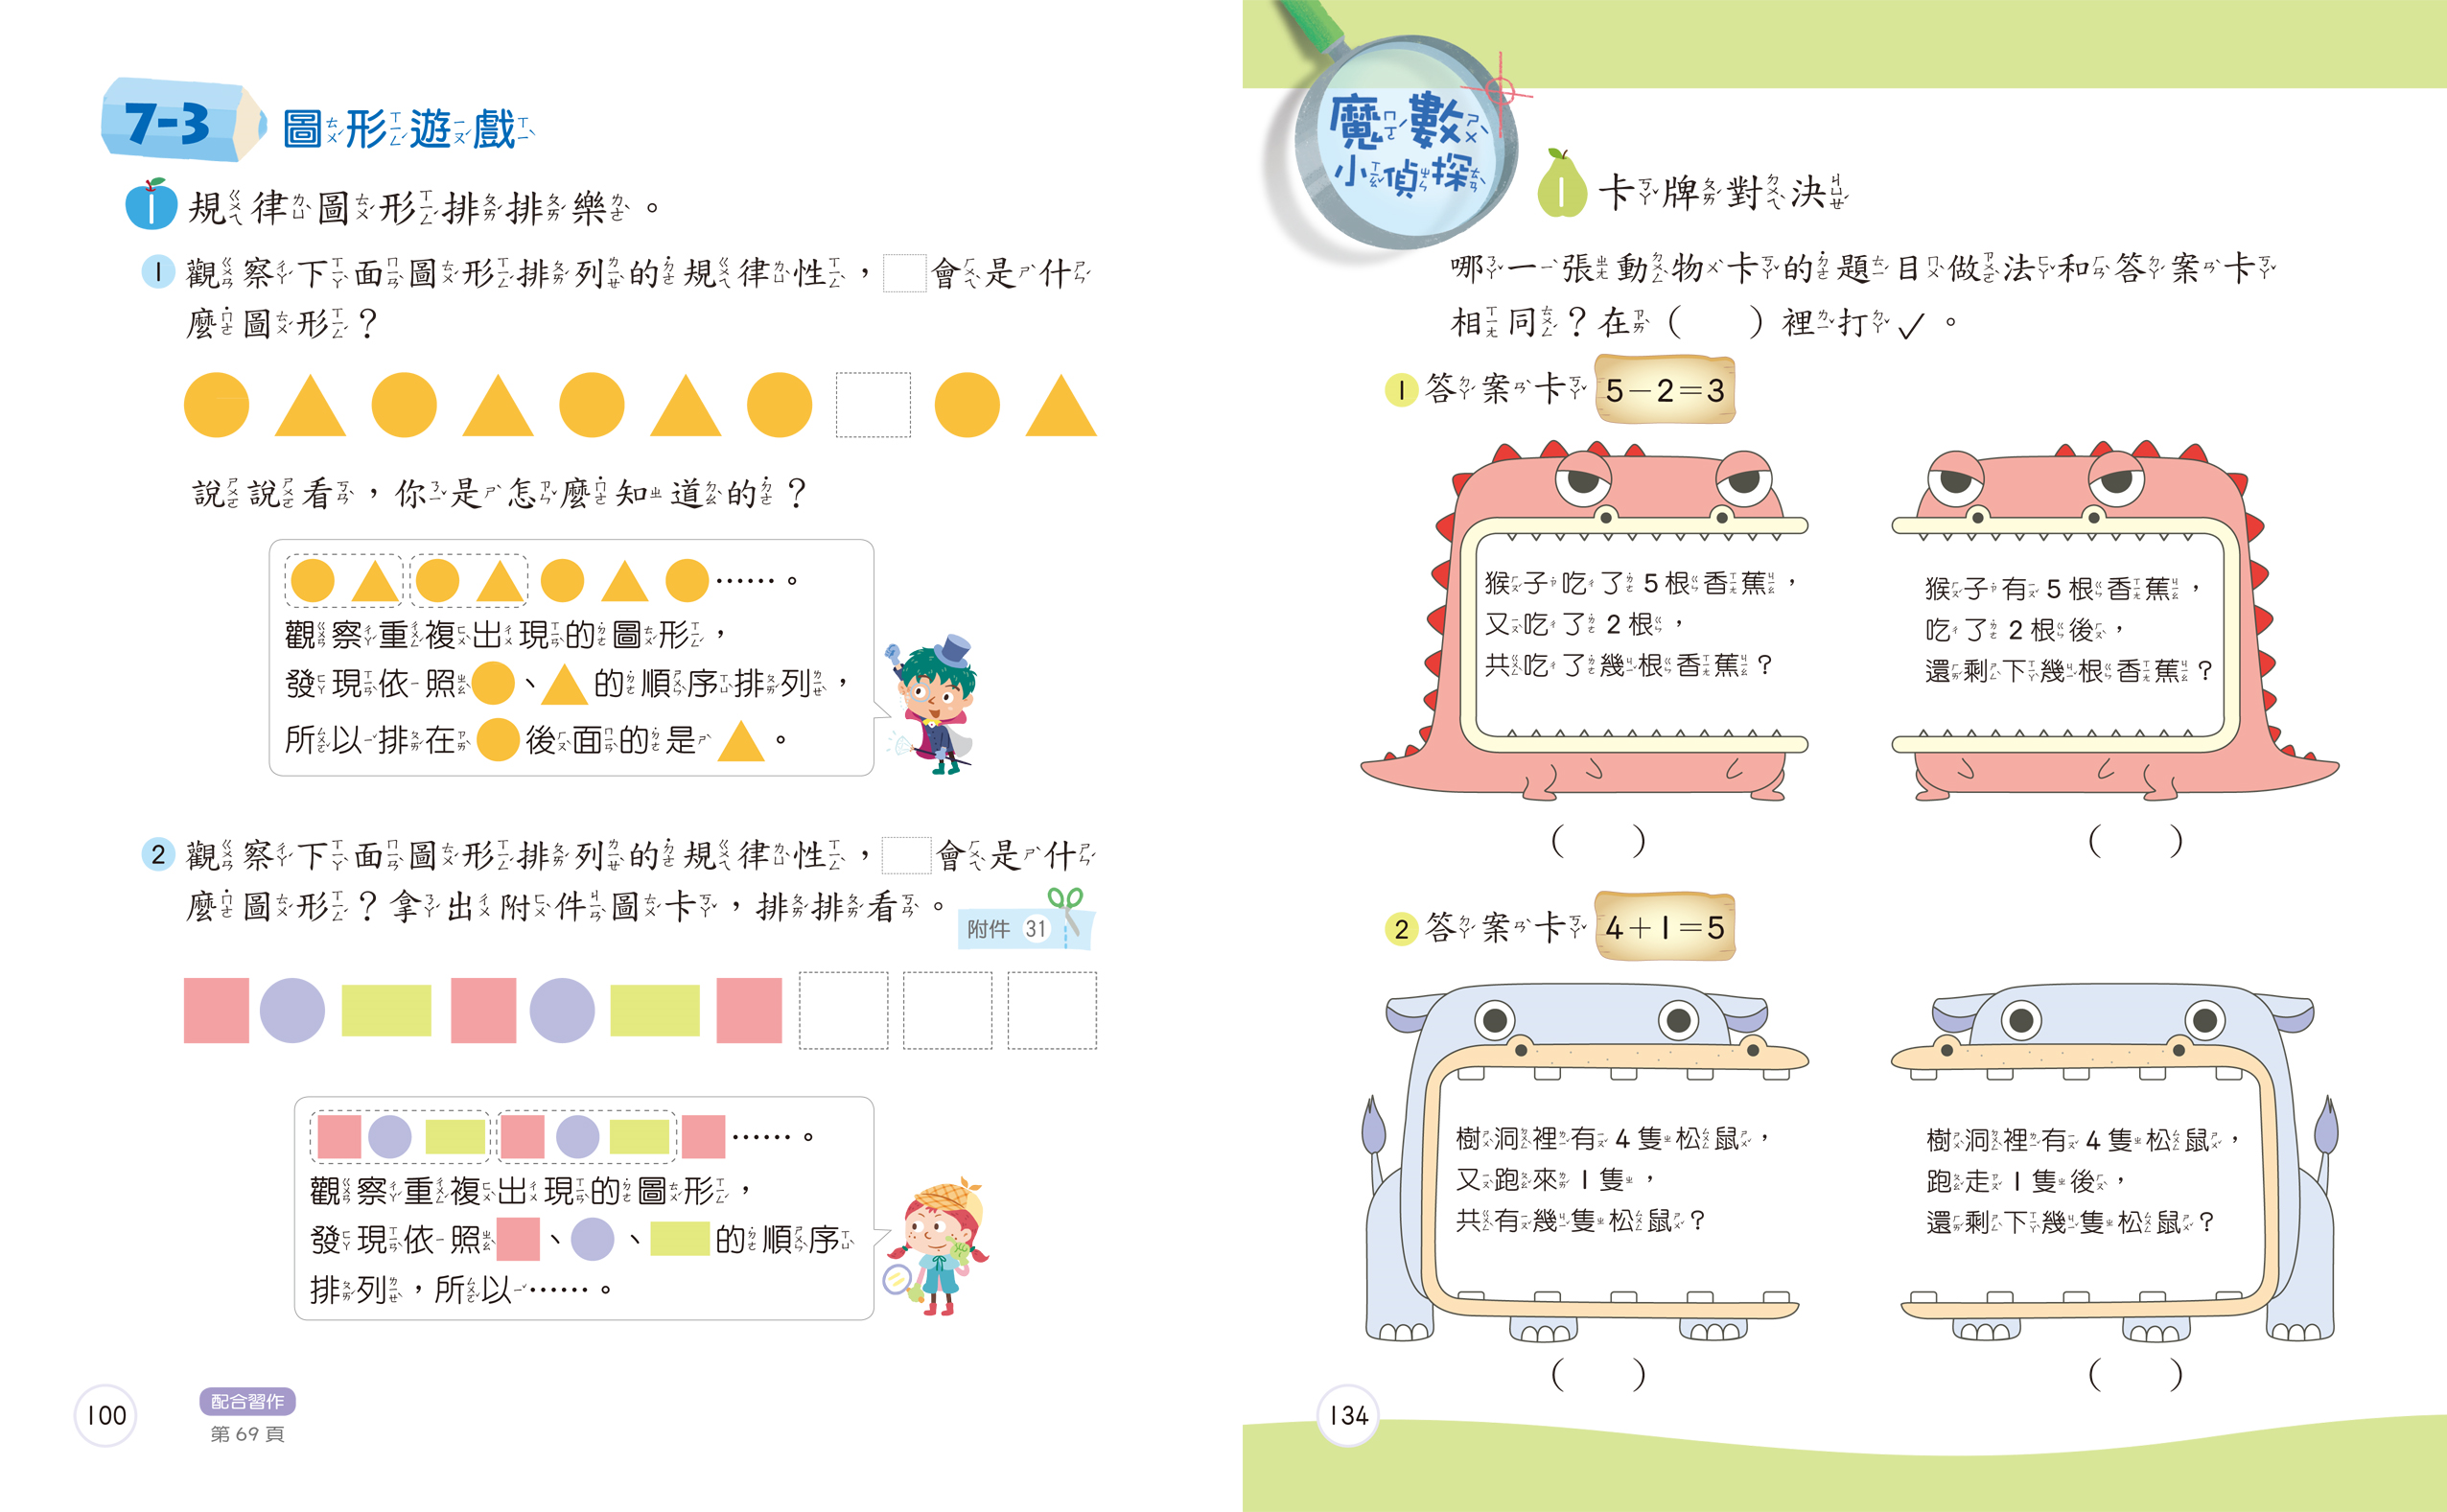 7-3 圖形遊戲
1 規律圖形排排樂。
1 觀察下面圖形排列的規律性，會是什
麼圖形？
說說看，你是怎麼知道的？
……。
觀察重複出現的圖形，
發現依照、的順序排列，
所以排在後面的是。
2 觀察下面圖形排列的規律性，會是什
麼圖形？拿出附件圖卡，排排看。
附件 31
……。
觀察重複出現的圖形，
發現依照、、的順序
排列，所以……。
100
配合習作
第 69 頁
魔數
小偵探
1 卡牌對決
哪一張動物卡的題目做法和答案卡
相同？在（　）裡打✓。
1 答案卡 5－2＝3
猴子吃了 5 根香蕉，
又吃了 2 根，
共吃了幾根香蕉？
（　）
猴子有 5 根香蕉，
吃了 2 根後，
還剩下幾根香蕉？
（　）
2 答案卡 4＋1＝5
樹洞裡有 4 隻松鼠，
又跑來 1 隻，
共有幾隻松鼠？
（　）
樹洞裡有 4 隻松鼠，
跑走 1 隻後，
還剩下幾隻松鼠？
（　）
134